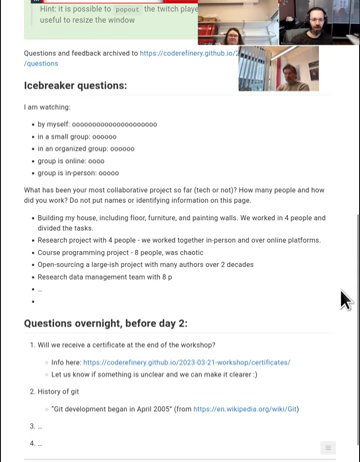 Hint: it is possible to popout the twitch playe
useful to resize the window
Questions and feedback archived to https://coderefinery.github.io/2
/questions
Icebreaker questions:
I am watching:
• by myself: oooooooooooooooooooo
• in a small group: oooooo
• in an organized group: oooooo
• group is online: oooo
• group is in-person: ooooo
What has been your most collaborative project so far (tech or not)? How many people and how
did you work? Do not put names or identifying information on this page.
• Building my house, including floor, furniture, and painting walls. We worked in 4 people and
divided the tasks.
• Research project with 4 people - we worked together in-person and over online platforms.
• Course programming project - 8 people, was chaotic
• Open-sourcing a large-ish project with many authors over 2 decades
• Research data management team with 8 p
• ..
•
Questions overnight, before day 2:
1. Will we receive a certificate at the end of the workshop?
◦ Info here: https://coderefinery.github.io/2023-03-21-workshop/certificates/
◦ Let us know if something is unclear and we can make it clearer :)
2. History of git
◦ "Git development began in April 2005" (from https://en.wikipedia.org/wiki/Git)
3. ..
4. ..